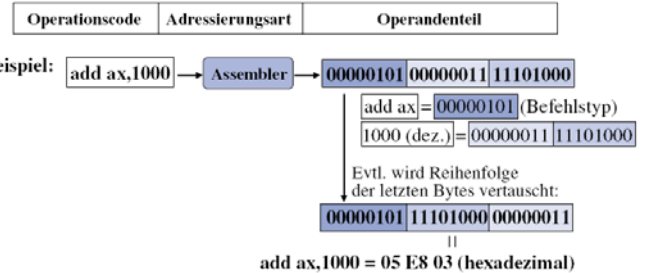 Operationscode Adressierungsart Operandenteil
eispiel: add ax,1000 Assembler 00000101 00000011 11101000
add ax = 00000101 (Befehlstyp)
1000 (dez.) = 00000011 11101000
Evtl. wird Reihenfolge
der letzten Bytes vertauscht:
00000101 11101000 00000011
=
add ax,1000 = 05 E8 03 (hexadezimal)